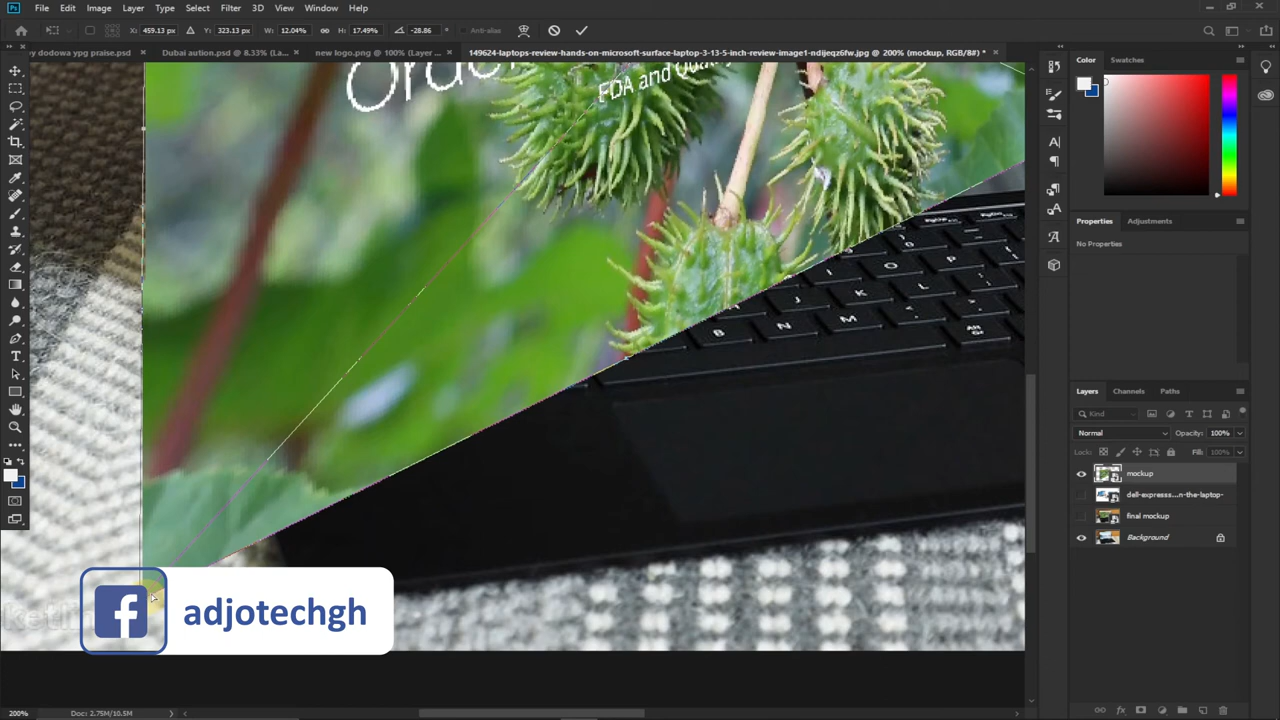 File Edit Image Layer Type Select Filter 3D View Window Help
X: 459.13 px Y: 323.13 px W: 12.04% H: 17.49% -28.86 ° Anti-alias
y dodowa ypg praise.psd × Dubai aution.psd @ 8.33% (La... × new logo.png @ 100% (Layer ... × 149624-laptops-review-hands-on-microsoft-surface-laptop-3-13-5-inch-review-image1-ndijeqz6fw.jpg @ 200% (mockup, RGB/8#) * ×
Color Swatches
FDA and
Properties Adjustments
No Properties
I O P
J K L
B N M
Alt
Gr
Layers Channels Paths
Kind
Normal Opacity: 100%
Lock: Fill: 100%
mockup
dell-expresss...n-the-laptop-
final mockup
Background
adjotechgh
200% Doc: 2.75M/10.5M